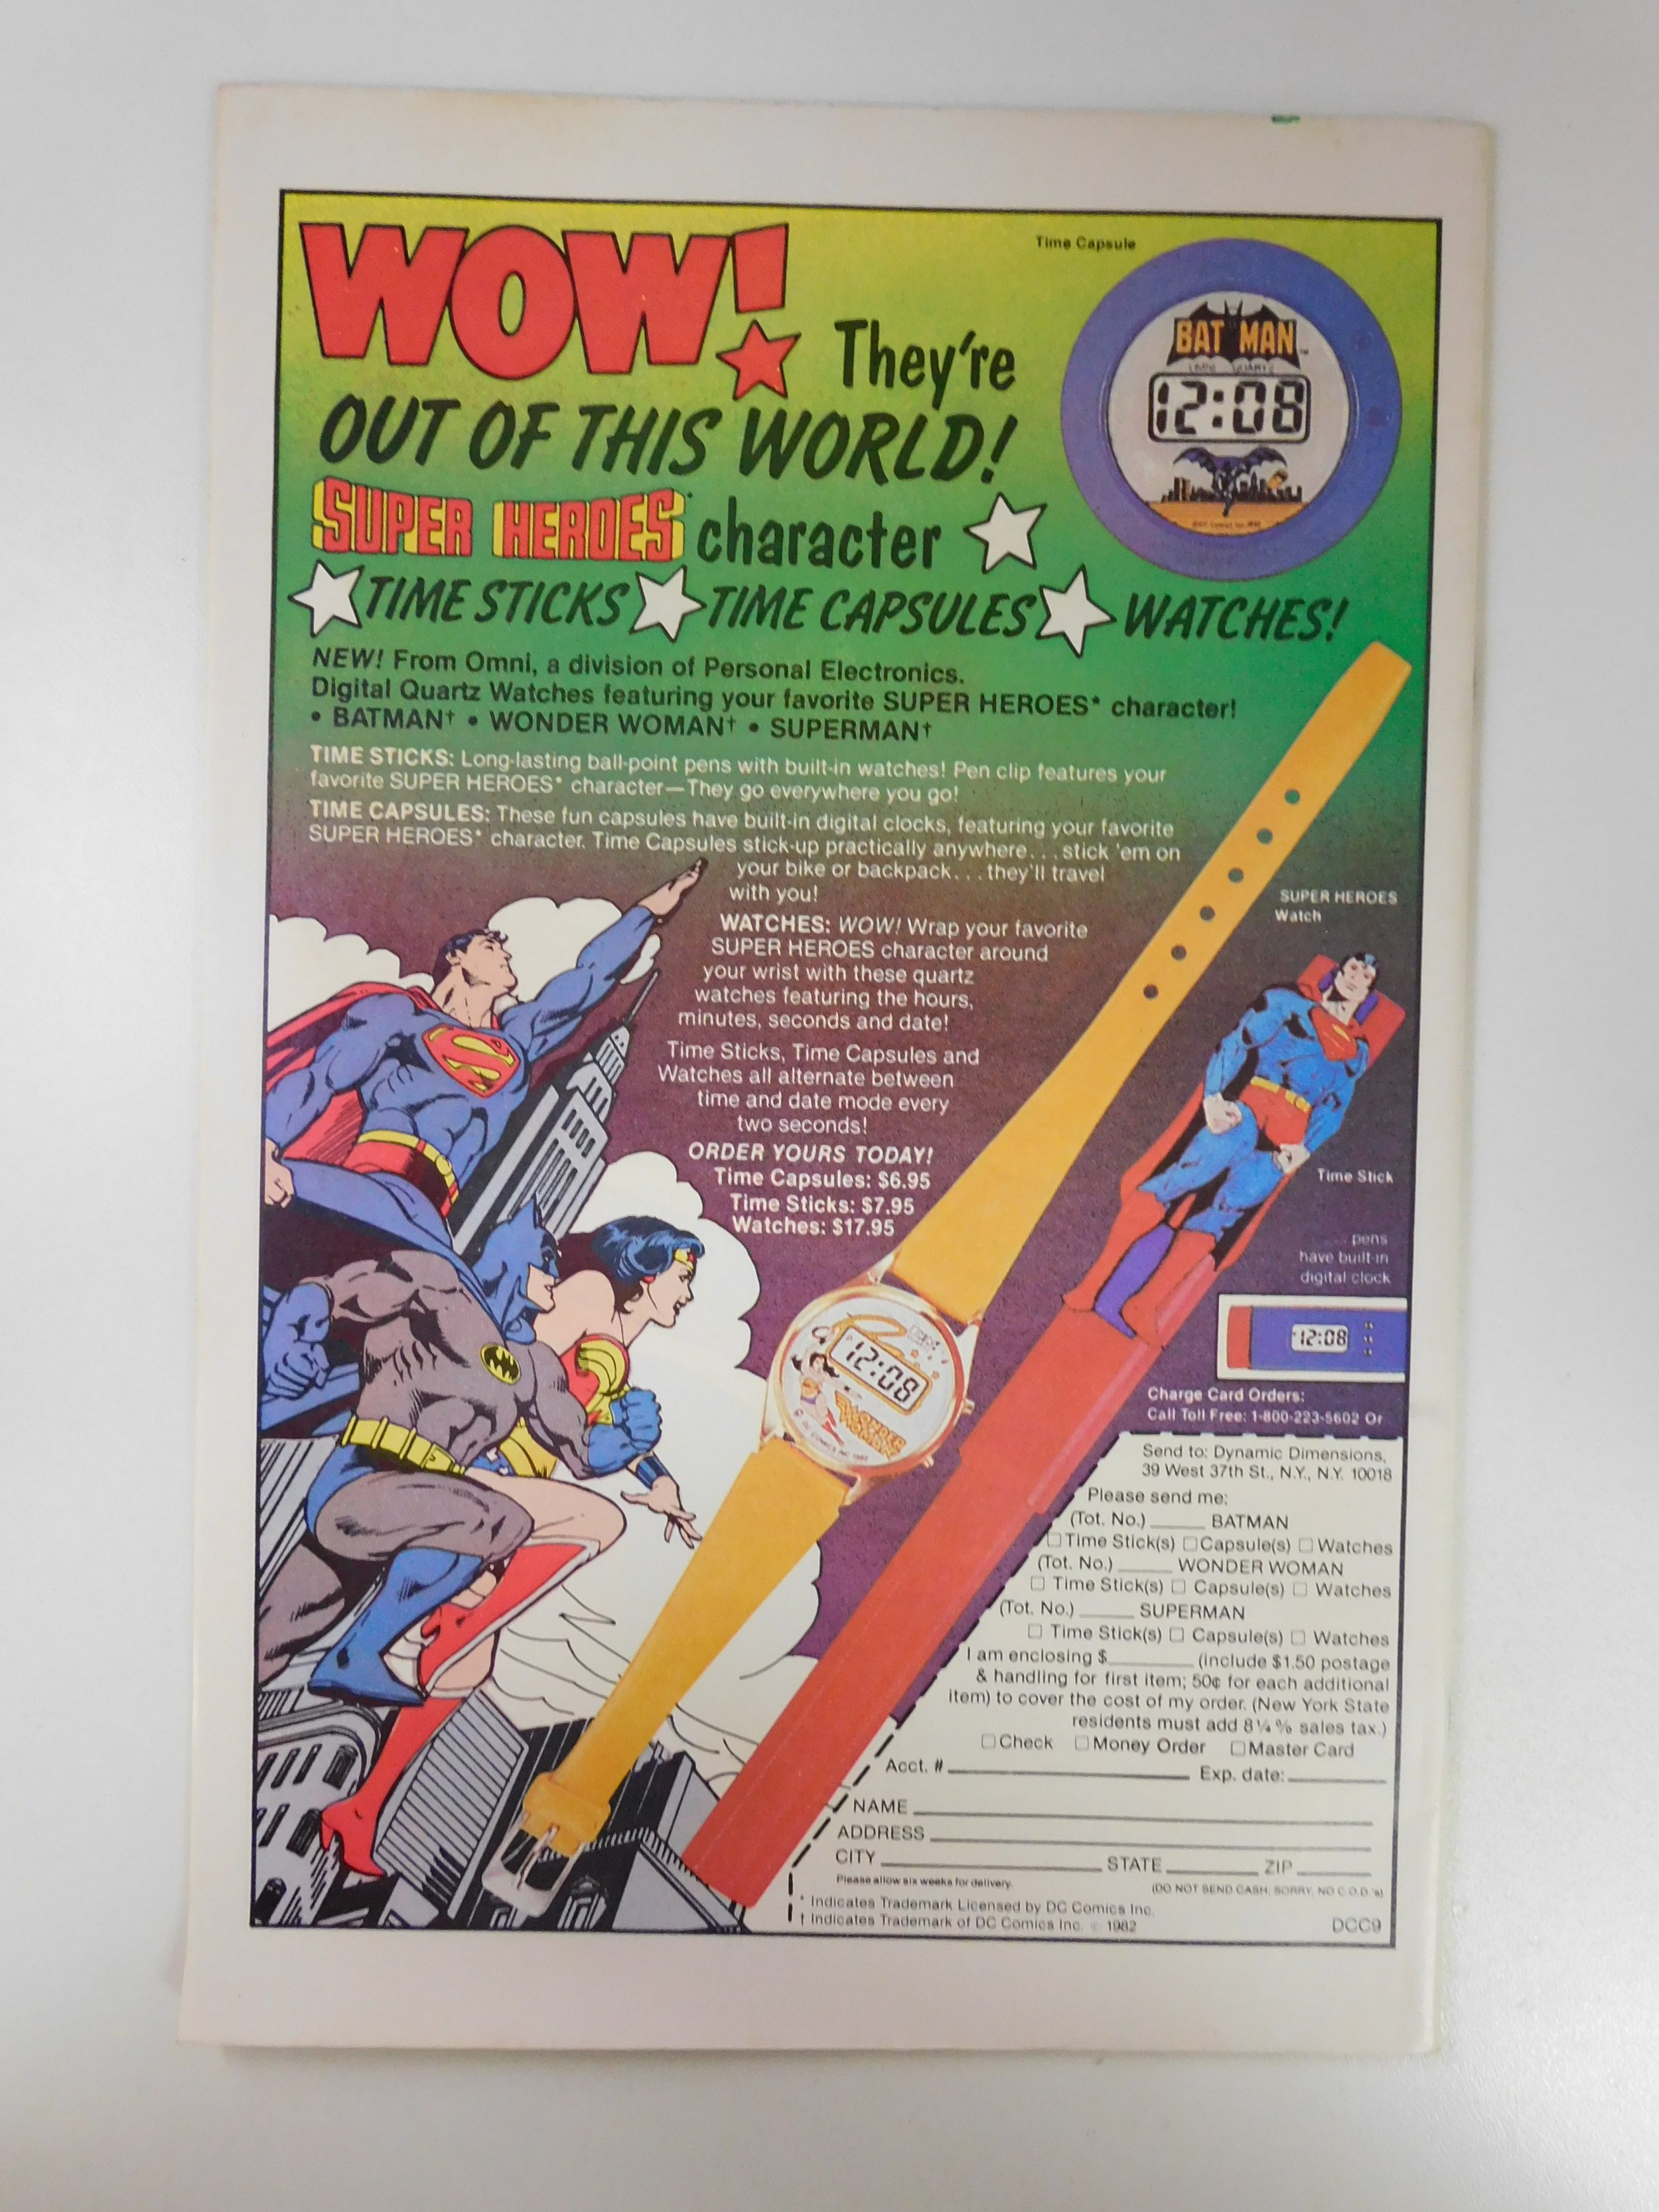 Time Capsule
WOW! They're
OUT OF THIS WORLD!
SUPER HEROES* character
TIME STICKS TIME CAPSULES WATCHES!
BATMAN™
QUARTZ
12:08
NEW! From Omni, a division of Personal Electronics.
Digital Quartz Watches featuring your favorite SUPER HEROES* character!
• BATMAN† • WONDER WOMAN† • SUPERMAN†
TIME STICKS: Long-lasting ball-point pens with built-in watches! Pen clip features your
favorite SUPER HEROES* character—They go everywhere you go!
TIME CAPSULES: These fun capsules have built-in digital clocks, featuring your favorite
SUPER HEROES* character. Time Capsules stick-up practically anywhere...stick 'em on
your bike or backpack...they'll travel
with you!
WATCHES: WOW! Wrap your favorite
SUPER HEROES character around
your wrist with these quartz
watches featuring the hours,
minutes, seconds and date!
Time Sticks, Time Capsules and
Watches all alternate between
time and date mode every
two seconds!
ORDER YOURS TODAY!
Time Capsules: $6.95
Time Sticks: $7.95
Watches: $17.95
SUPER HEROES
Watch
Time Stick
... pens
have built-in
digital clock
12:08
12:08
WONDER
WOMAN
Charge Card Orders:
Call Toll Free: 1-800-223-5602 Or
Send to: Dynamic Dimensions,
39 West 37th St., N.Y., N.Y. 10018
Please send me:
(Tot. No.) ______ BATMAN
□ Time Stick(s) □ Capsule(s) □ Watches
(Tot. No.) ______ WONDER WOMAN
□ Time Stick(s) □ Capsule(s) □ Watches
(Tot. No.) ______ SUPERMAN
□ Time Stick(s) □ Capsule(s) □ Watches
I am enclosing $________ (include $1.50 postage
& handling for first item; 50¢ for each additional
item) to cover the cost of my order. (New York State
residents must add 8¼% sales tax.)
□ Check □ Money Order □ Master Card
Acct. # ________ Exp. date: ________
NAME ________
ADDRESS ________
CITY ________ STATE ________ ZIP ________
Please allow six weeks for delivery. (DO NOT SEND CASH, SORRY, NO C.O.D.'s)
* Indicates Trademark Licensed by DC Comics Inc.
† Indicates Trademark of DC Comics Inc. © 1982 DCC9